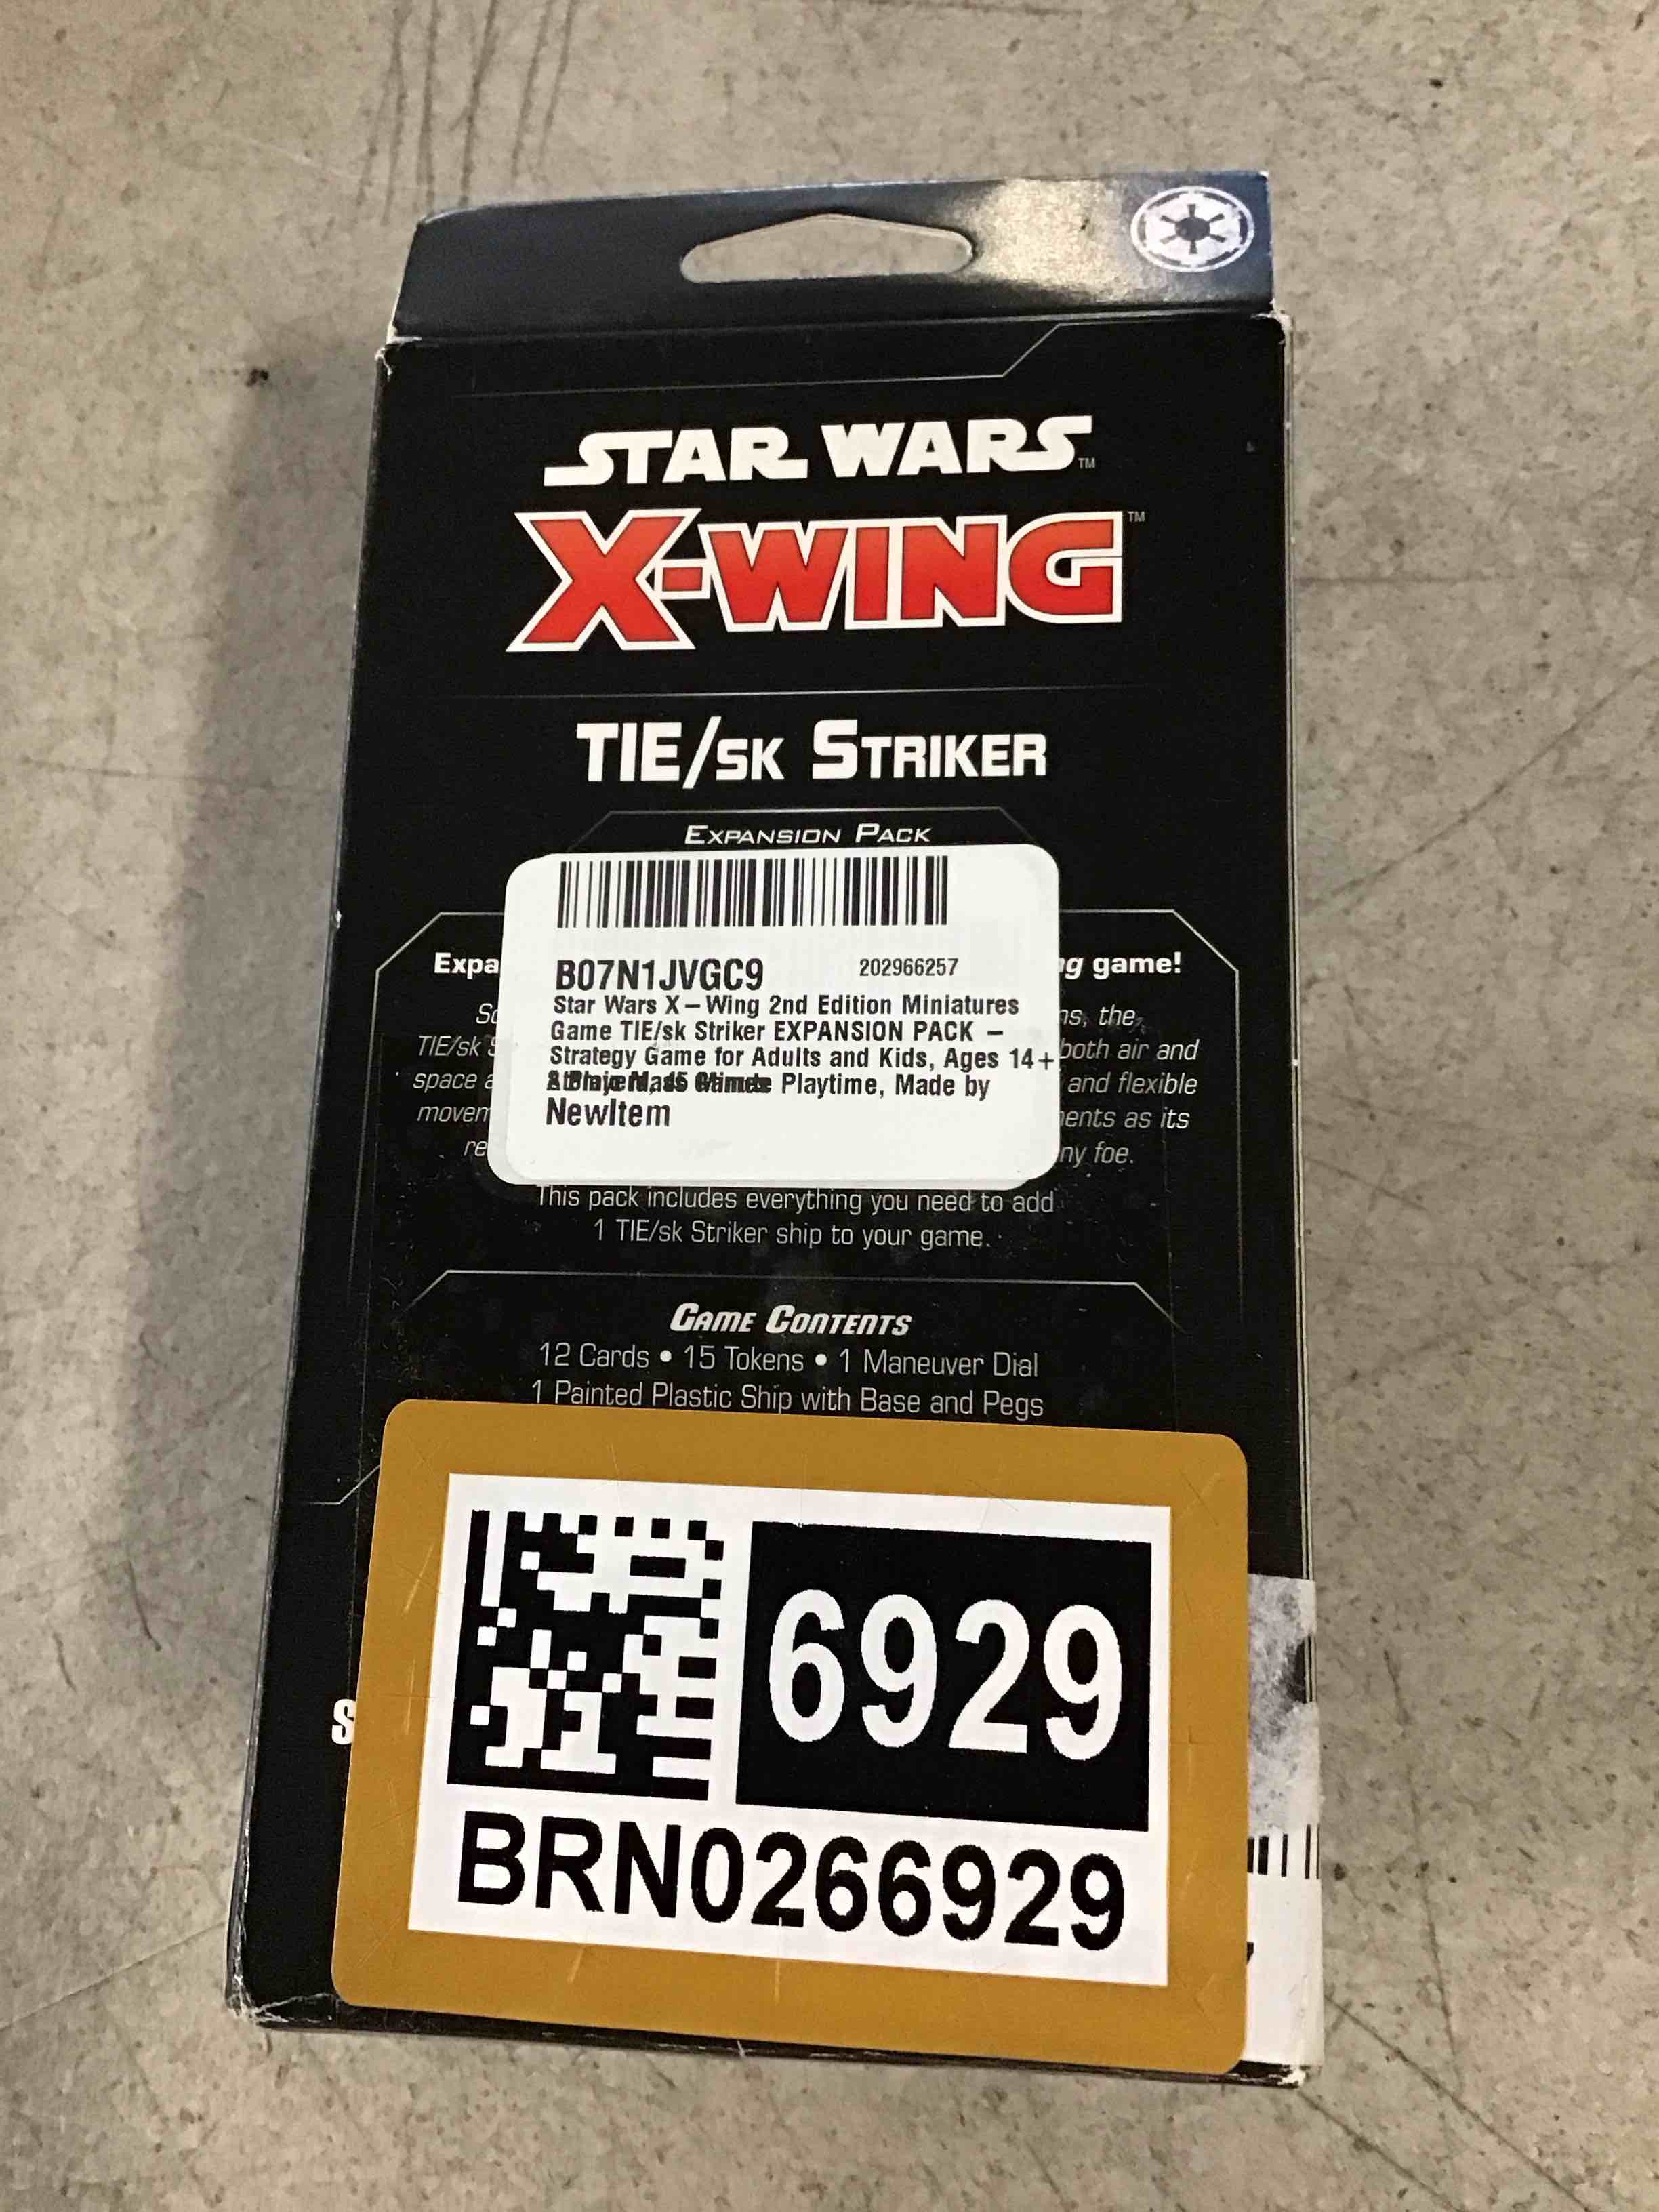 STAR WARS™
X-WING™
TIE/SK STRIKER
EXPANSION PACK
B07N1JVGC9 202966257
Star Wars X-Wing 2nd Edition Miniatures
Game TIE/sk Striker EXPANSION PACK -
Strategy Game for Adults and Kids, Ages 14+
Playtime, Made by
NewItem
Expa
game!
the
TIE/sk
both air and
space
and flexible
movem
ents as its
re
ny foe.
This pack includes everything you need to add
1 TIE/sk Striker ship to your game.
GAME CONTENTS
12 Cards • 15 Tokens • 1 Maneuver Dial
1 Painted Plastic Ship with Base and Pegs
6929
S
BRN0266929